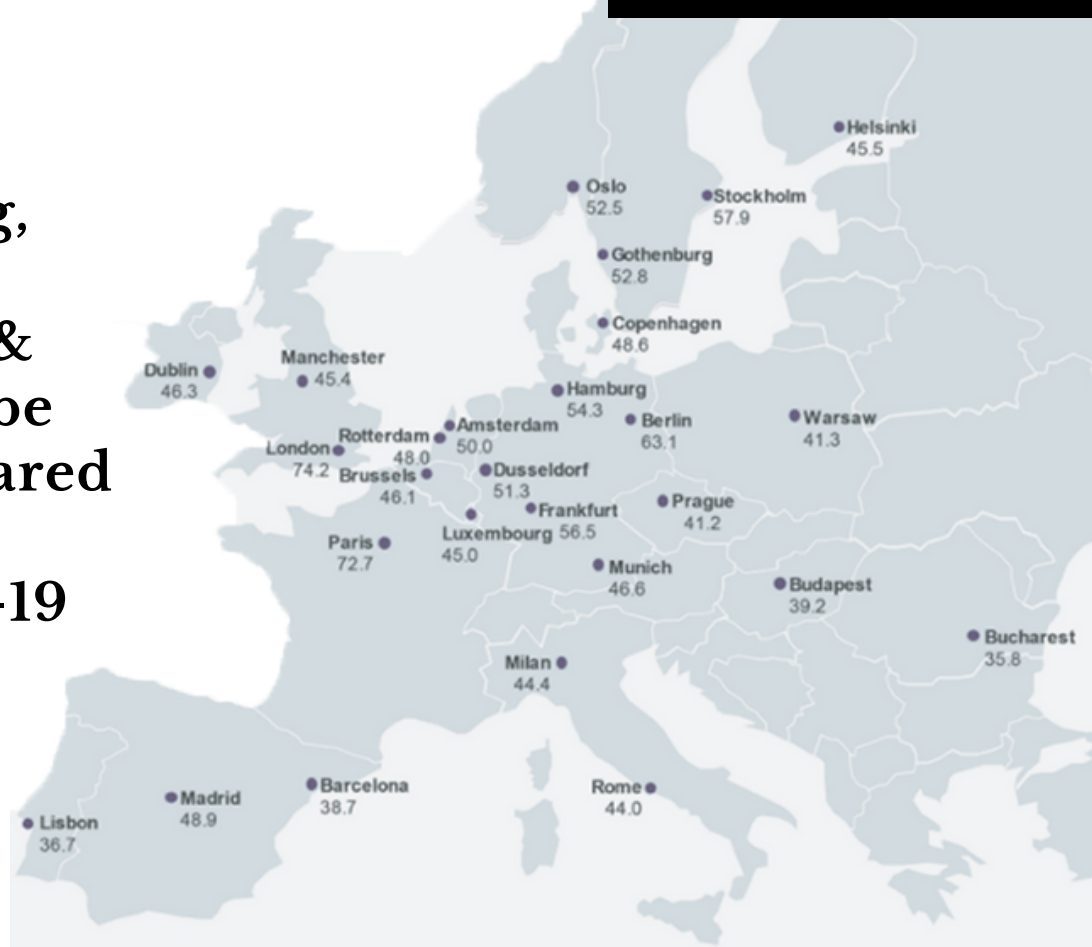 g,
&
be
ared
-19
Helsinki
45.5
Oslo
52.5
Stockholm
57.9
Gothenburg
52.8
Copenhagen
48.6
Manchester
45.4
Dublin
46.3
Hamburg
54.3
Berlin
63.1
Warsaw
41.3
Amsterdam
50.0
Rotterdam
48.0
London
74.2
Brussels
46.1
Dusseldorf
51.3
Frankfurt
56.5
Prague
41.2
Luxembourg
45.0
Paris
72.7
Munich
46.6
Budapest
39.2
Bucharest
35.8
Milan
44.4
Barcelona
38.7
Rome
44.0
Madrid
48.9
Lisbon
36.7